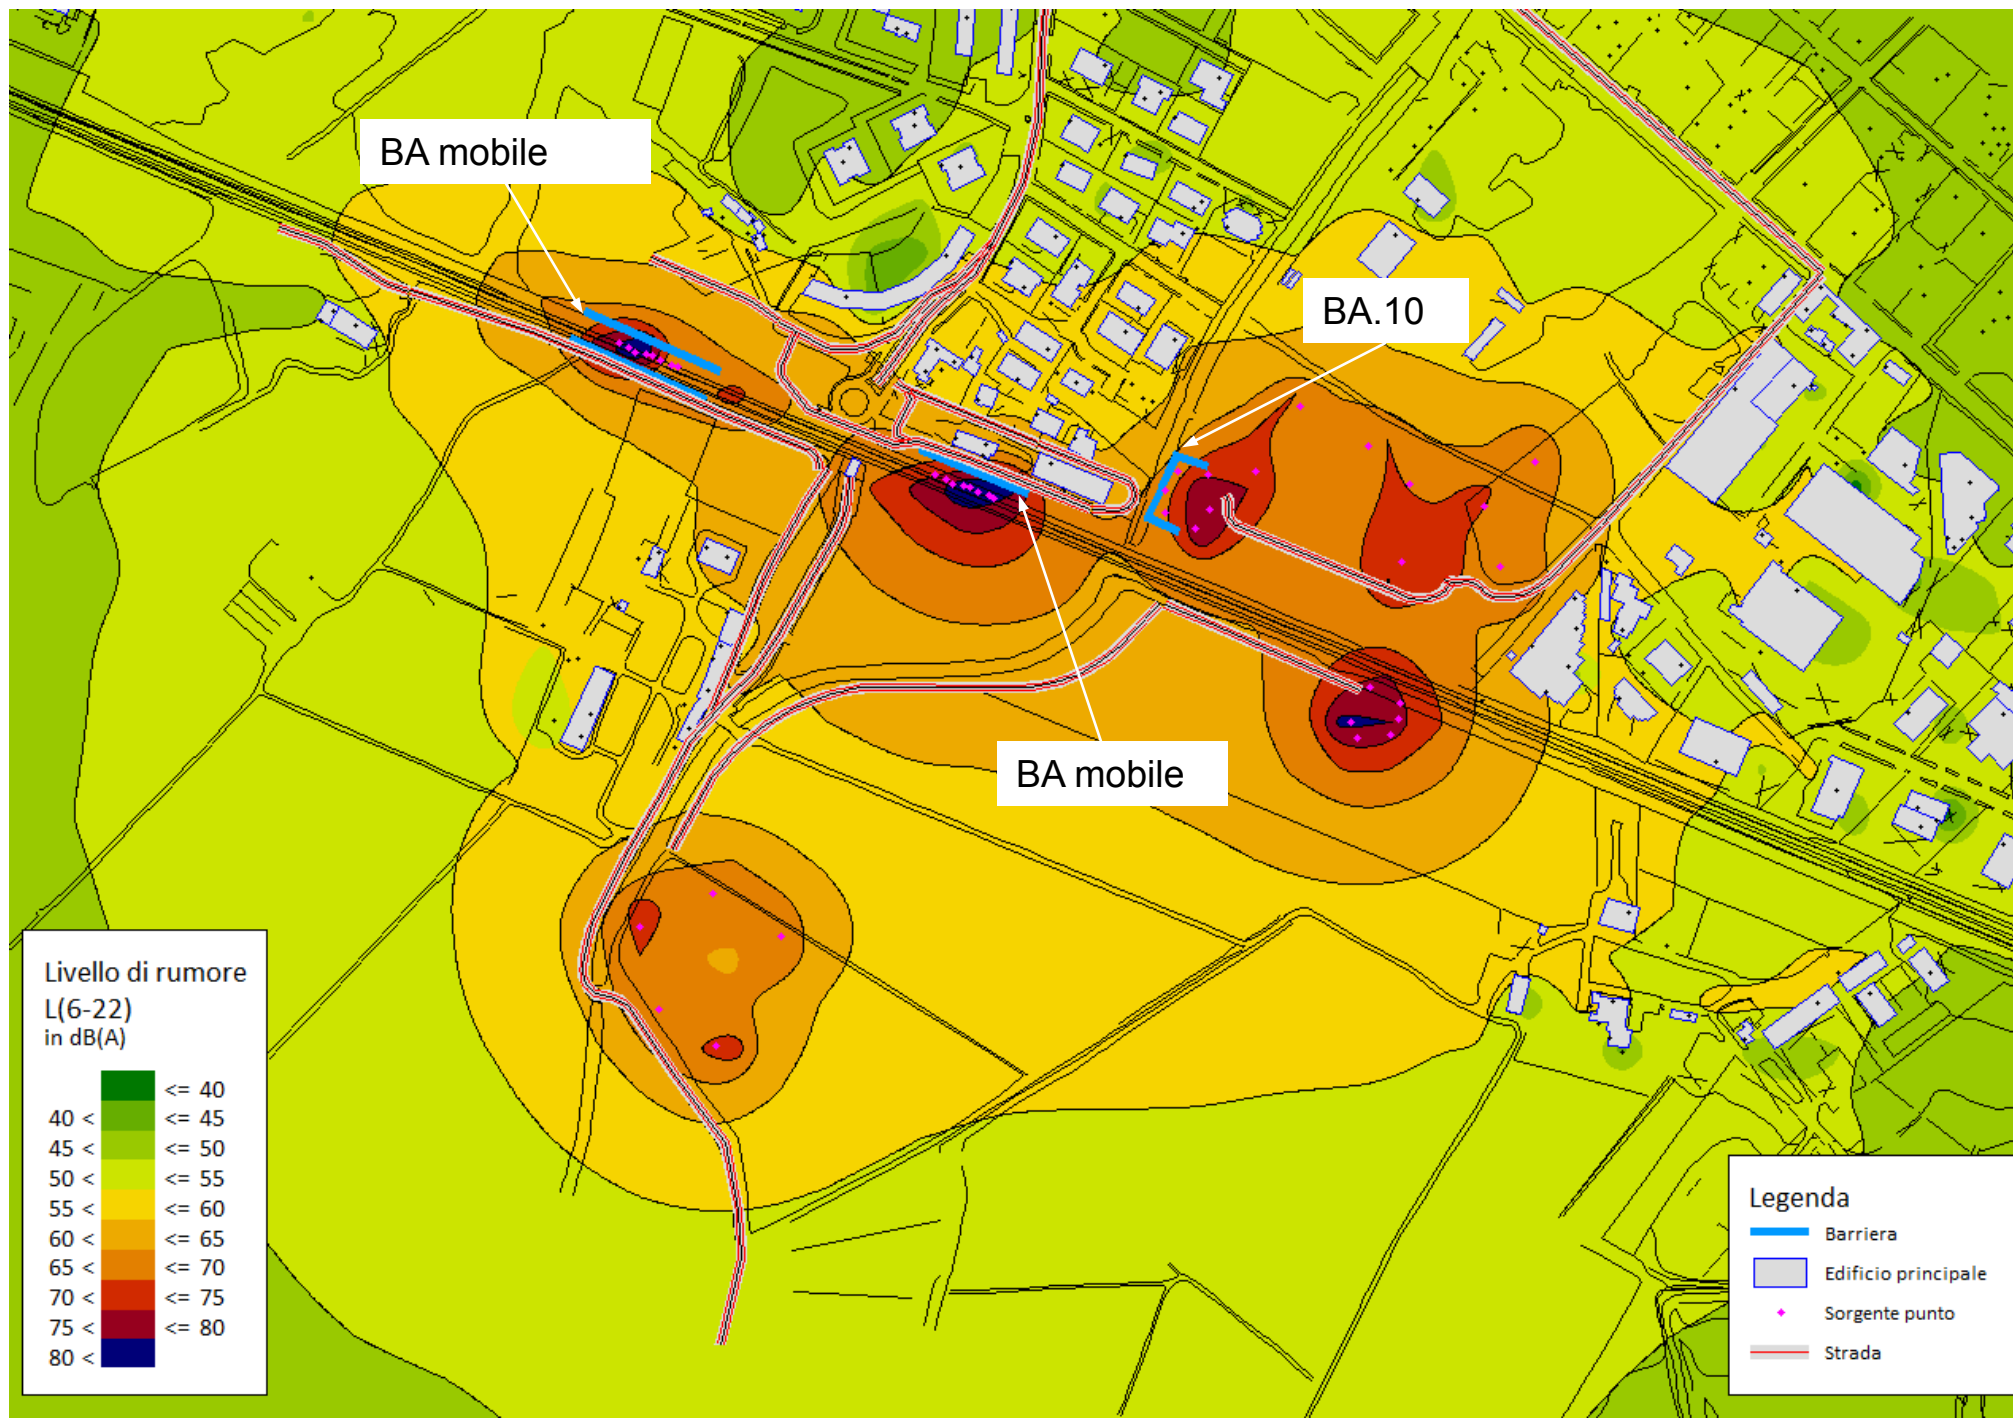 BA mobile
BA.10
BA mobile
Livello di rumore
L(6-22)
in dB(A)
<= 40
40 < <= 45
45 < <= 50
50 < <= 55
55 < <= 60
60 < <= 65
65 < <= 70
70 < <= 75
75 < <= 80
80 <
Legenda
Barriera
Edificio principale
Sorgente punto
Strada